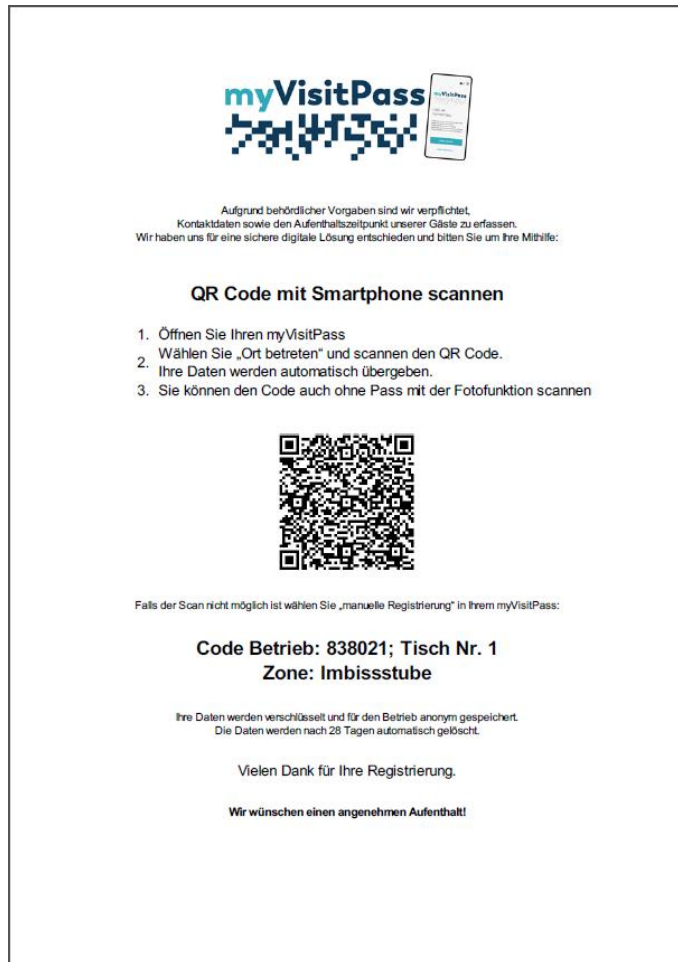 myVisitPass
Aufgrund behördlicher Vorgaben sind wir verpflichtet,
Kontaktdaten sowie den Aufenthaltszeitpunkt unserer Gäste zu erfassen.
Wir haben uns für eine sichere digitale Lösung entschieden und bitten Sie um Ihre Mithilfe:
QR Code mit Smartphone scannen
1. Öffnen Sie Ihren myVisitPass
2. Wählen Sie „Ort betreten“ und scannen den QR Code.
Ihre Daten werden automatisch übergeben.
3. Sie können den Code auch ohne Pass mit der Fotofunktion scannen
Falls der Scan nicht möglich ist wählen Sie „manuelle Registrierung“ in Ihrem myVisitPass:
Code Betrieb: 838021; Tisch Nr. 1
Zone: Imbissstube
Ihre Daten werden verschlüsselt und für den Betrieb anonym gespeichert.
Die Daten werden nach 28 Tagen automatisch gelöscht.
Vielen Dank für Ihre Registrierung.
Wir wünschen einen angenehmen Aufenthalt!